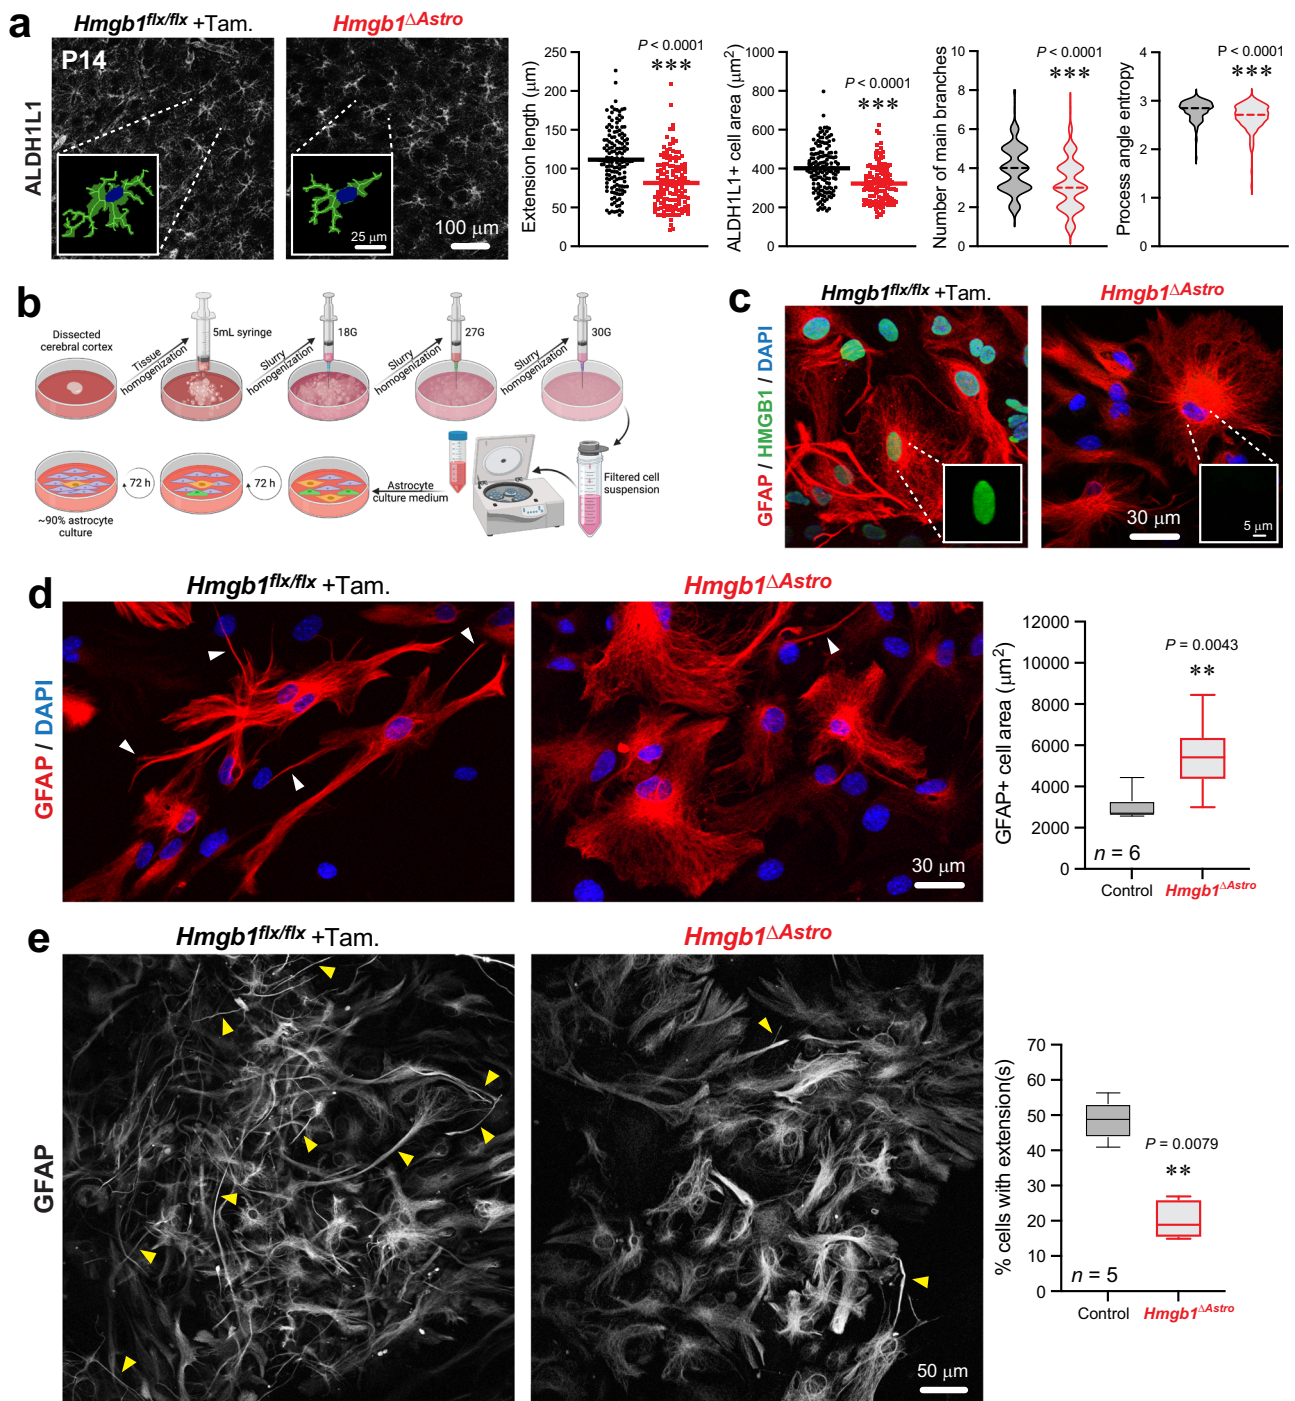 a
Hmgb1flx/flx +Tam.
Hmgb1ΔAstro
P14
ALDH1L1
25 μm
100 μm
Extension length (μm)
250
200
150
100
50
0
P < 0.0001
***
ALDH1L1+ cell area (μm2)
1000
800
600
400
200
0
P < 0.0001
***
Number of main branches
10
8
6
4
2
0
P < 0.0001
***
Process angle entropy
4
3
2
1
0
P < 0.0001
***
b
Dissected
cerebral cortex
Tissue
homogenization
5mL syringe
Slurry
homogenization
18G
Slurry
homogenization
27G
Slurry
homogenization
30G
Filtered cell
suspension
Astrocyte
culture medium
72 h
72 h
~90% astrocyte
culture
c
Hmgb1flx/flx +Tam.
Hmgb1ΔAstro
GFAP / HMGB1 / DAPI
30 μm
5 μm
d
Hmgb1flx/flx +Tam.
Hmgb1ΔAstro
GFAP / DAPI
30 μm
GFAP+ cell area (μm2)
12000
10000
8000
6000
4000
2000
0
P = 0.0043
**
n = 6
Control
Hmgb1ΔAstro
e
Hmgb1flx/flx +Tam.
Hmgb1ΔAstro
GFAP
50 μm
% cells with extension(s)
70
60
50
40
30
20
10
0
P = 0.0079
**
n = 5
Control
Hmgb1ΔAstro